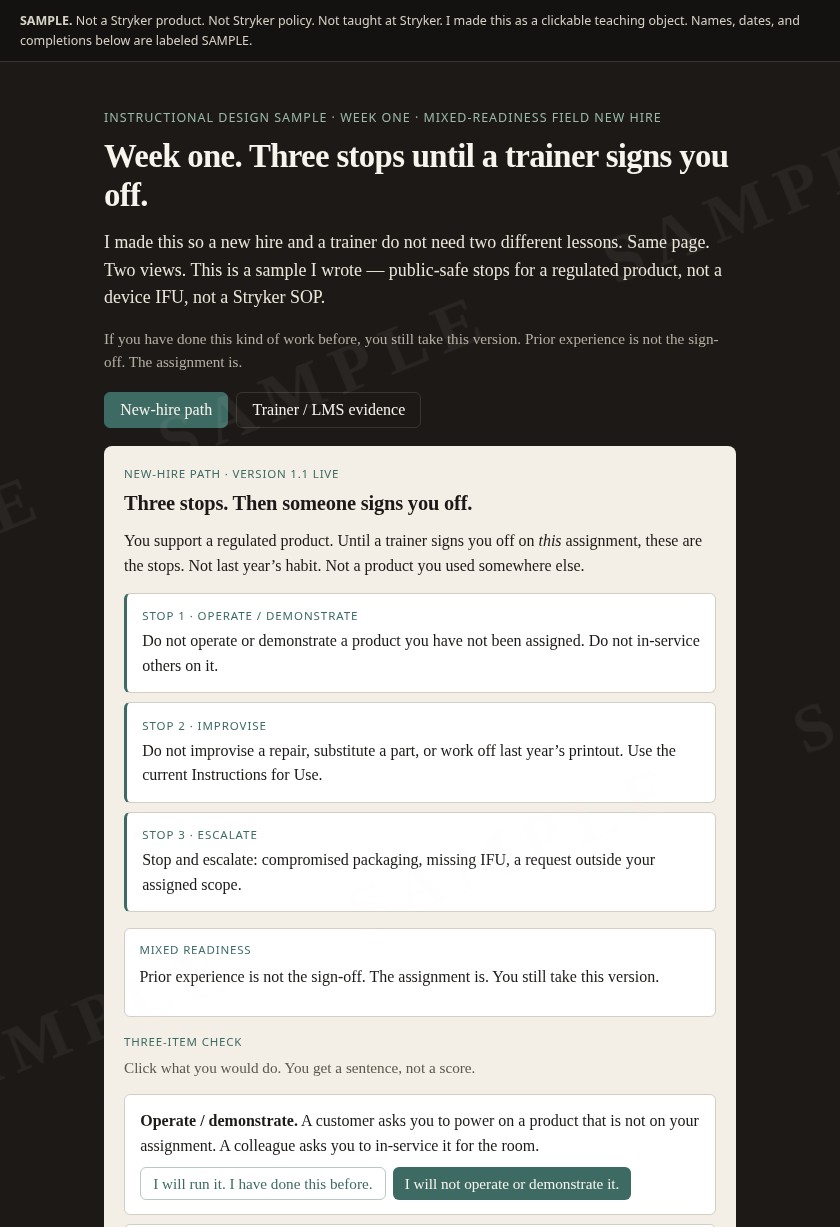 SAMPLE. Not a Stryker product. Not Stryker policy. Not taught at Stryker. I made this as a clickable teaching object. Names, dates, and
completions below are labeled SAMPLE.
INSTRUCTIONAL DESIGN SAMPLE · WEEK ONE · MIXED-READINESS FIELD NEW HIRE
Week one. Three stops until a trainer signs you
off.
I made this so a new hire and a trainer do not need two different lessons. Same page.
Two views. This is a sample I wrote — public-safe stops for a regulated product, not a
device IFU, not a Stryker SOP.
If you have done this kind of work before, you still take this version. Prior experience is not the sign-
off. The assignment is.
New-hire path
Trainer / LMS evidence
NEW-HIRE PATH · VERSION 1.1 LIVE
Three stops. Then someone signs you off.
You support a regulated product. Until a trainer signs you off on this assignment, these are
the stops. Not last year’s habit. Not a product you used somewhere else.
STOP 1 · OPERATE / DEMONSTRATE
Do not operate or demonstrate a product you have not been assigned. Do not in-service
others on it.
STOP 2 · IMPROVISE
Do not improvise a repair, substitute a part, or work off last year’s printout. Use the
current Instructions for Use.
STOP 3 · ESCALATE
Stop and escalate: compromised packaging, missing IFU, a request outside your
assigned scope.
MIXED READINESS
Prior experience is not the sign-off. The assignment is. You still take this version.
THREE-ITEM CHECK
Click what you would do. You get a sentence, not a score.
Operate / demonstrate. A customer asks you to power on a product that is not on your
assignment. A colleague asks you to in-service it for the room.
I will run it. I have done this before.
I will not operate or demonstrate it.
SAMPLE